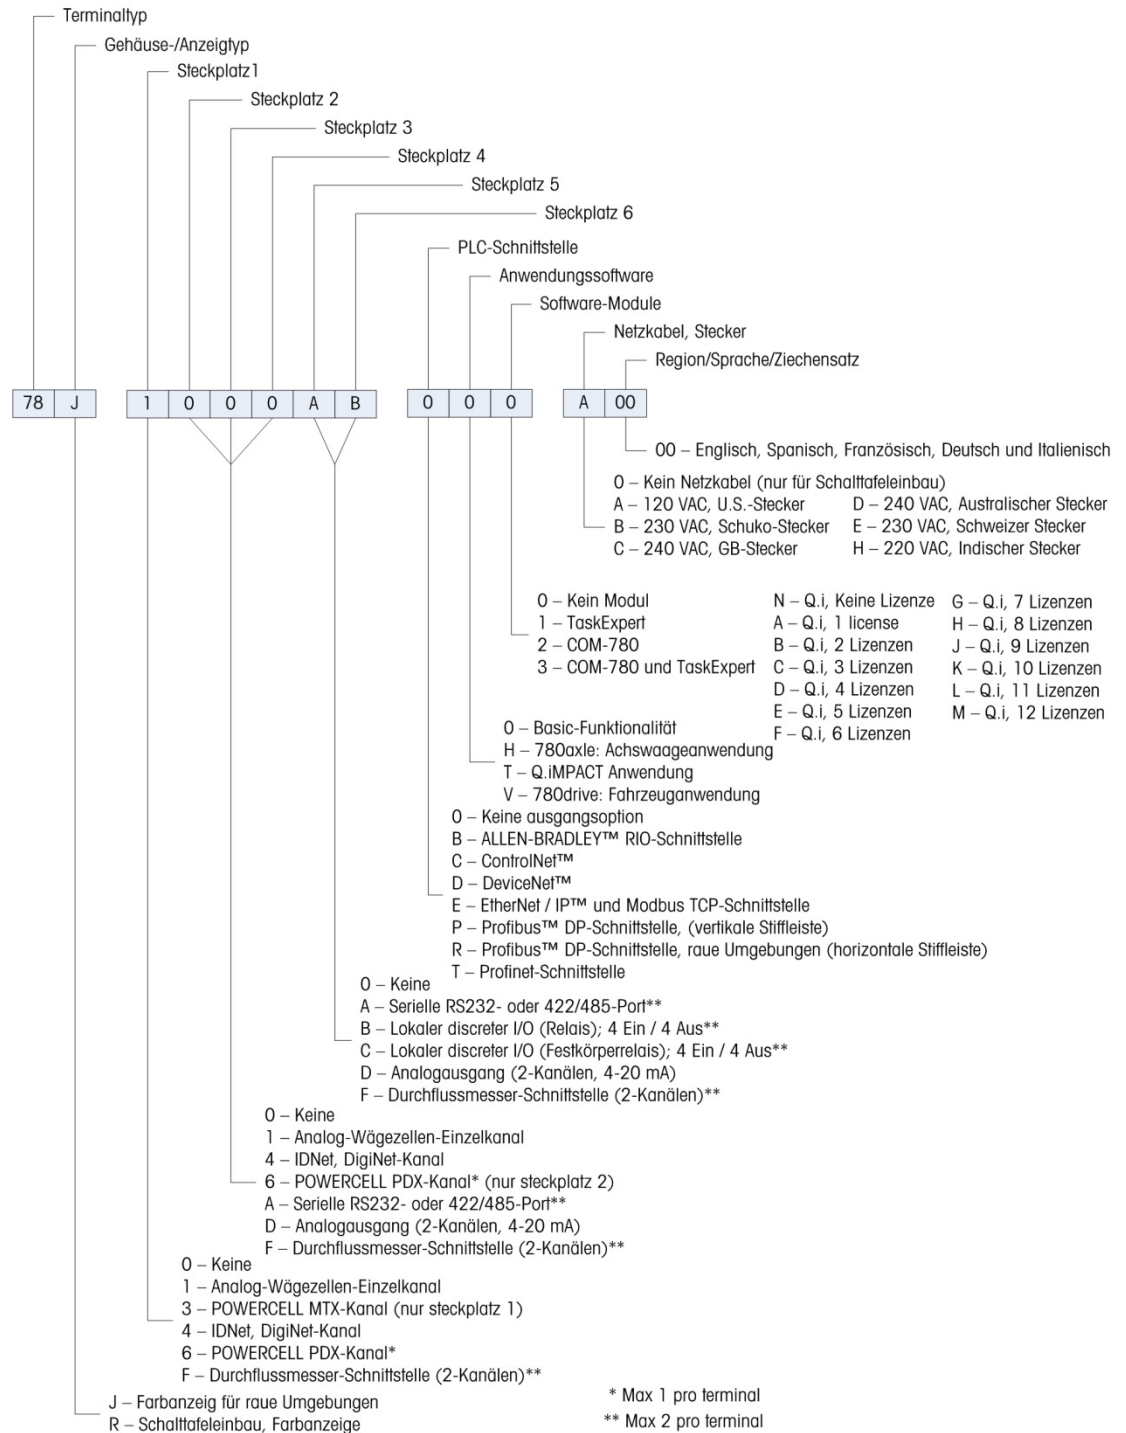 Terminaltyp
Gehäuse-/Anzeigtyp
Steckplatz1
Steckplatz 2
Steckplatz 3
Steckplatz 4
Steckplatz 5
Steckplatz 6
PLC-Schnittstelle
Anwendungssoftware
Software-Module
Netzkabel, Stecker
Region/Sprache/Ziechensatz
78 J 1 0 0 0 A B 0 0 0 A 00
00 – Englisch, Spanisch, Französisch, Deutsch und Italienisch
0 – Kein Netzkabel (nur für Schalttafeleinbau)
A – 120 VAC, U.S.-Stecker D – 240 VAC, Australischer Stecker
B – 230 VAC, Schuko-Stecker E – 230 VAC, Schweizer Stecker
C – 240 VAC, GB-Stecker H – 220 VAC, Indischer Stecker
0 – Kein Modul
1 – TaskExpert
2 – COM-780
3 – COM-780 und TaskExpert
N – Q.i, Keine Lizenze
A – Q.i, 1 license
B – Q.i, 2 Lizenzen
C – Q.i, 3 Lizenzen
D – Q.i, 4 Lizenzen
E – Q.i, 5 Lizenzen
F – Q.i, 6 Lizenzen
G – Q.i, 7 Lizenzen
H – Q.i, 8 Lizenzen
J – Q.i, 9 Lizenzen
K – Q.i, 10 Lizenzen
L – Q.i, 11 Lizenzen
M – Q.i, 12 Lizenzen
0 – Basic-Funktionalität
H – 780axle: Achswaageanwendung
T – Q.iMPACT Anwendung
V – 780drive: Fahrzeuganwendung
0 – Keine ausgangsoption
B – ALLEN-BRADLEY™ RIO-Schnittstelle
C – ControlNet™
D – DeviceNet™
E – EtherNet / IP™ und Modbus TCP-Schnittstelle
P – Profibus™ DP-Schnittstelle, (vertikale Stiffleiste)
R – Profibus™ DP-Schnittstelle, raue Umgebungen (horizontale Stiffleiste)
T – Profinet-Schnittstelle
0 – Keine
A – Serielle RS232- oder 422/485-Port**
B – Lokaler discreter I/O (Relais); 4 Ein / 4 Aus**
C – Lokaler discreter I/O (Festkörperrelais); 4 Ein / 4 Aus**
D – Analogausgang (2-Kanälen, 4-20 mA)
F – Durchflussmesser-Schnittstelle (2-Kanälen)**
0 – Keine
1 – Analog-Wägezellen-Einzelkanal
4 – IDNet, DigiNet-Kanal
6 – POWERCELL PDX-Kanal* (nur steckplatz 2)
A – Serielle RS232- oder 422/485-Port**
D – Analogausgang (2-Kanälen, 4-20 mA)
F – Durchflussmesser-Schnittstelle (2-Kanälen)**
0 – Keine
1 – Analog-Wägezellen-Einzelkanal
3 – POWERCELL MTX-Kanal (nur steckplatz 1)
4 – IDNet, DigiNet-Kanal
6 – POWERCELL PDX-Kanal*
F – Durchflussmesser-Schnittstelle (2-Kanälen)**
J – Farbanzeig für raue Umgebungen
R – Schalttafeleinbau, Farbanzeige
* Max 1 pro terminal
** Max 2 pro terminal